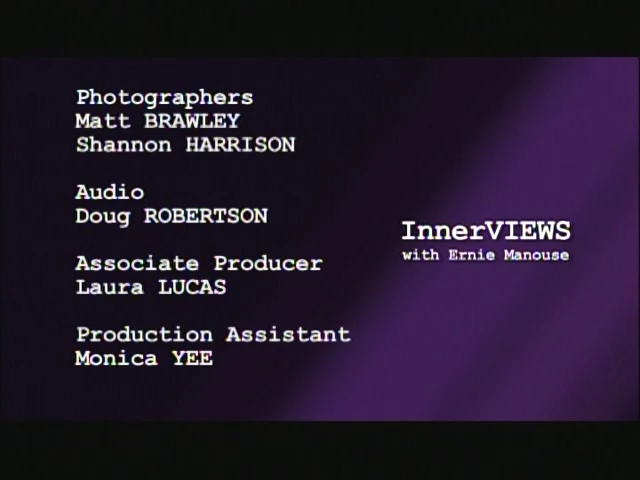 Photographers
Matt BRAWLEY
Shannon HARRISON
Audio
Doug ROBERTSON
Associate Producer
Laura LUCAS
Production Assistant
Monica YEE
InnerVIEWS
with Ernie Manouse